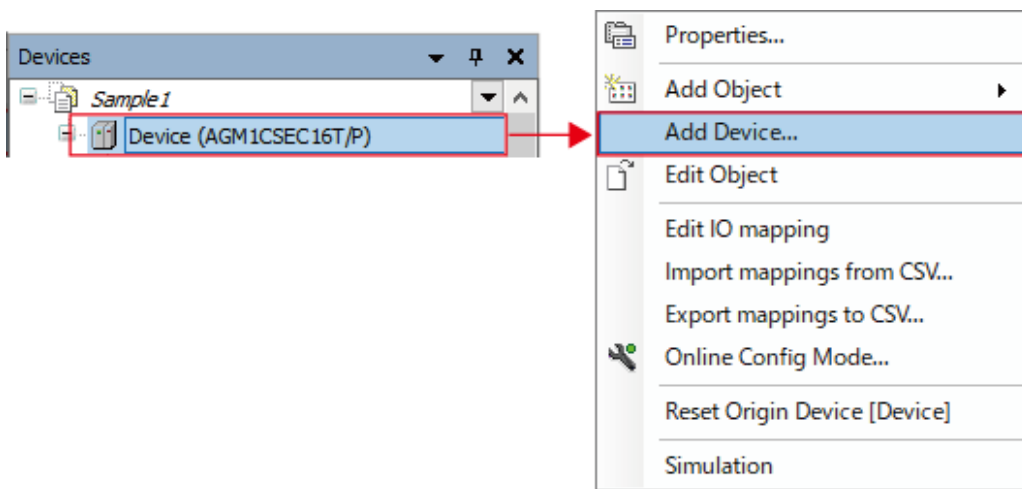 Devices
Sample1
Device (AGM1CSEC16T/P)
Properties...
Add Object
Add Device...
Edit Object
Edit IO mapping
Import mappings from CSV...
Export mappings to CSV...
Online Config Mode...
Reset Origin Device [Device]
Simulation